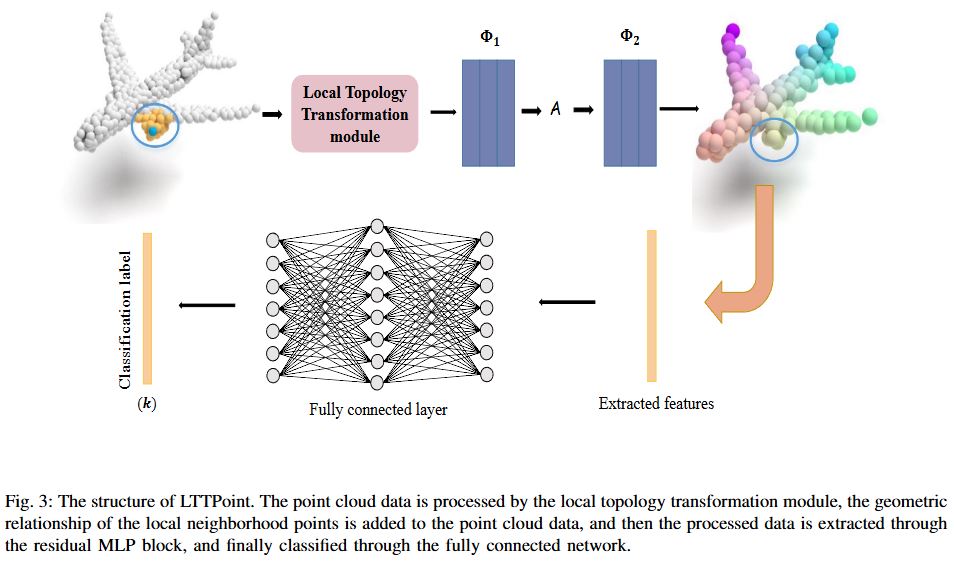 Φ₁
Φ₂
Local Topology
Transformation
module
A
Classification label
(k)
Fully connected layer
Extracted features
Fig. 3: The structure of LTTPoint. The point cloud data is processed by the local topology transformation module, the geometric
relationship of the local neighborhood points is added to the point cloud data, and then the processed data is extracted through
the residual MLP block, and finally classified through the fully connected network.